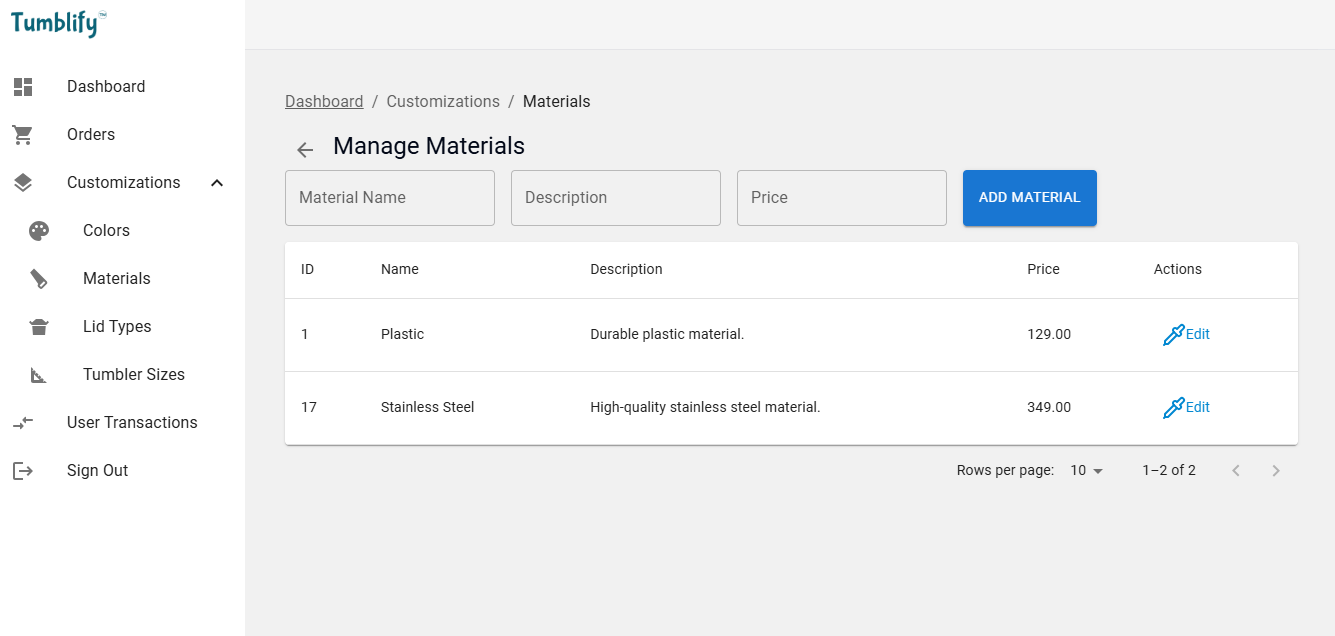 Tumblify™
Dashboard
Orders
Customizations
Colors
Materials
Lid Types
Tumbler Sizes
User Transactions
Sign Out
Dashboard / Customizations / Materials
Manage Materials
Material Name Description Price ADD MATERIAL
ID Name Description Price Actions
1 Plastic Durable plastic material. 129.00 Edit
17 Stainless Steel High-quality stainless steel material. 349.00 Edit
Rows per page: 10 1–2 of 2